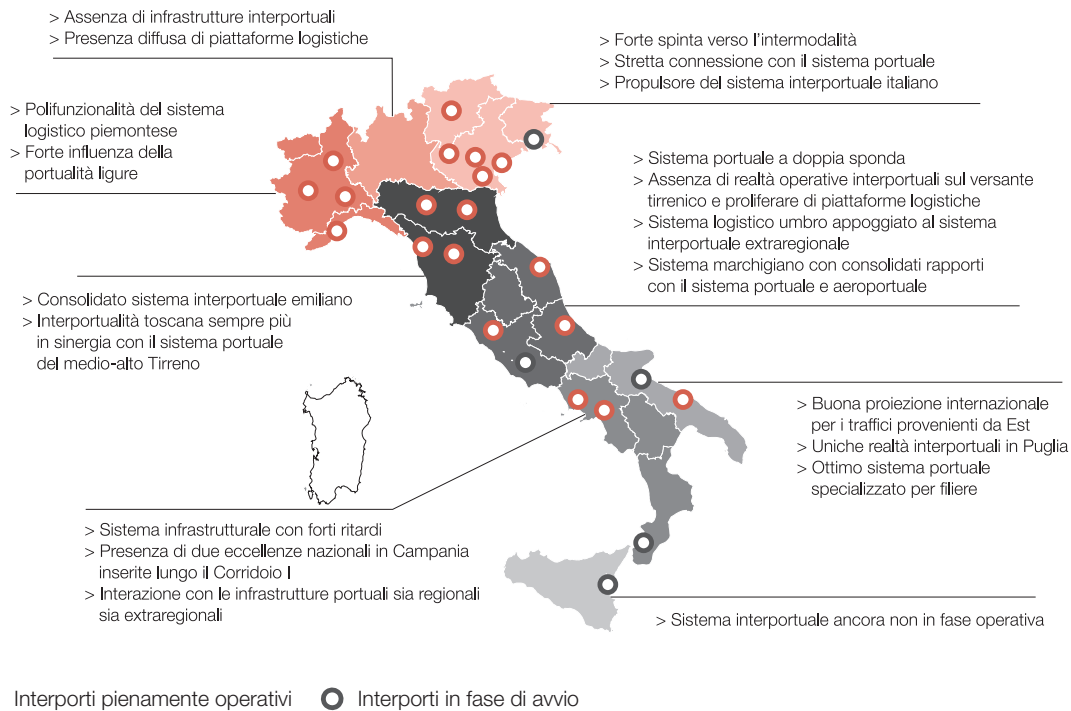 > Assenza di infrastrutture interportuali
> Presenza diffusa di piattaforme logistiche
> Forte spinta verso l'intermodalità
> Stretta connessione con il sistema portuale
> Propulsore del sistema interportuale italiano
> Polifunzionalità del sistema
logistico piemontese
> Forte influenza della
portualità ligure
> Sistema portuale a doppia sponda
> Assenza di realtà operative interportuali sul versante
tirrenico e proliferare di piattaforme logistiche
> Sistema logistico umbro appoggiato al sistema
interportuale extraregionale
> Sistema marchigiano con consolidati rapporti
con il sistema portuale e aeroportuale
> Consolidato sistema interportuale emiliano
> Interportualità toscana sempre più
in sinergia con il sistema portuale
del medio-alto Tirreno
> Buona proiezione internazionale
per i traffici provenienti da Est
> Uniche realtà interportuali in Puglia
> Ottimo sistema portuale
specializzato per filiere
> Sistema infrastrutturale con forti ritardi
> Presenza di due eccellenze nazionali in Campania
inserite lungo il Corridoio I
> Interazione con le infrastrutture portuali sia regionali
sia extraregionali
> Sistema interportuale ancora non in fase operativa
Interporti pienamente operativi
Interporti in fase di avvio